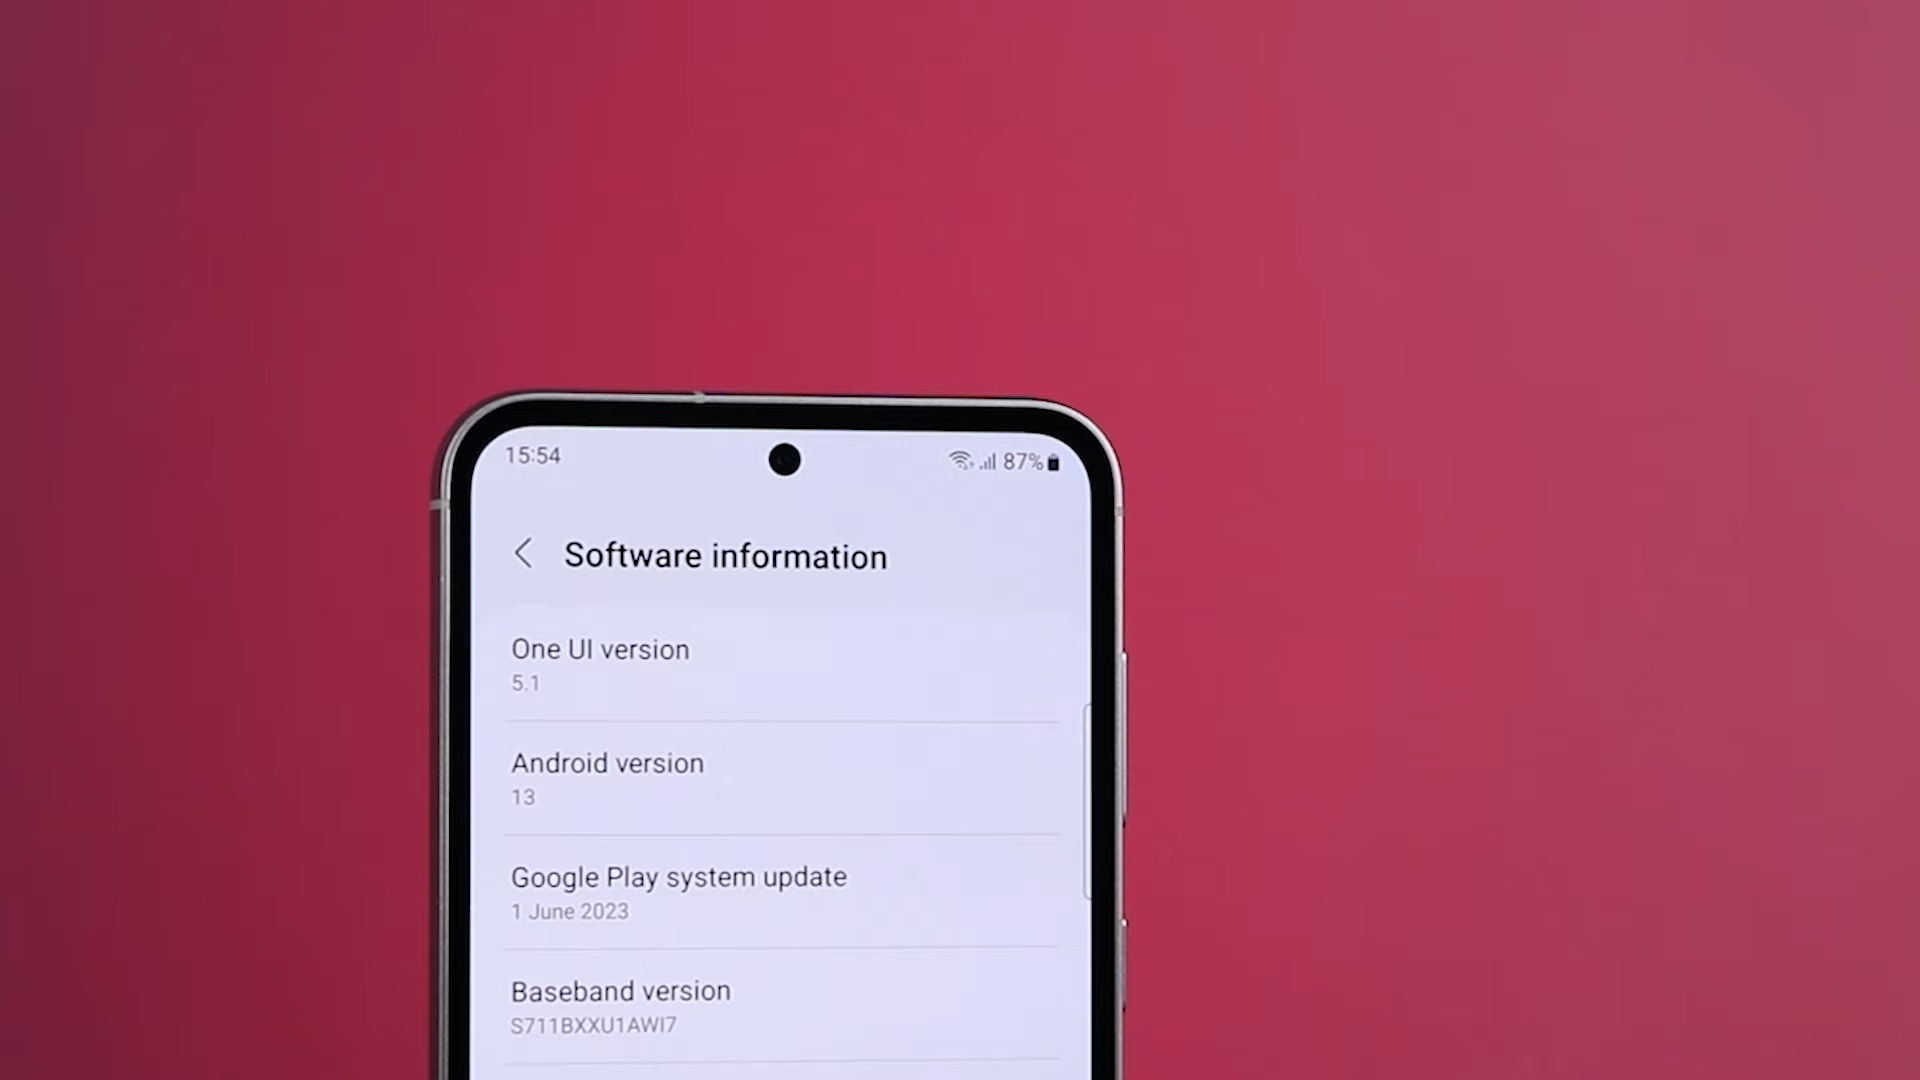 15:54
87%
Software information
One UI version
5.1
Android version
13
Google Play system update
1 June 2023
Baseband version
S711BXXU1AWI7